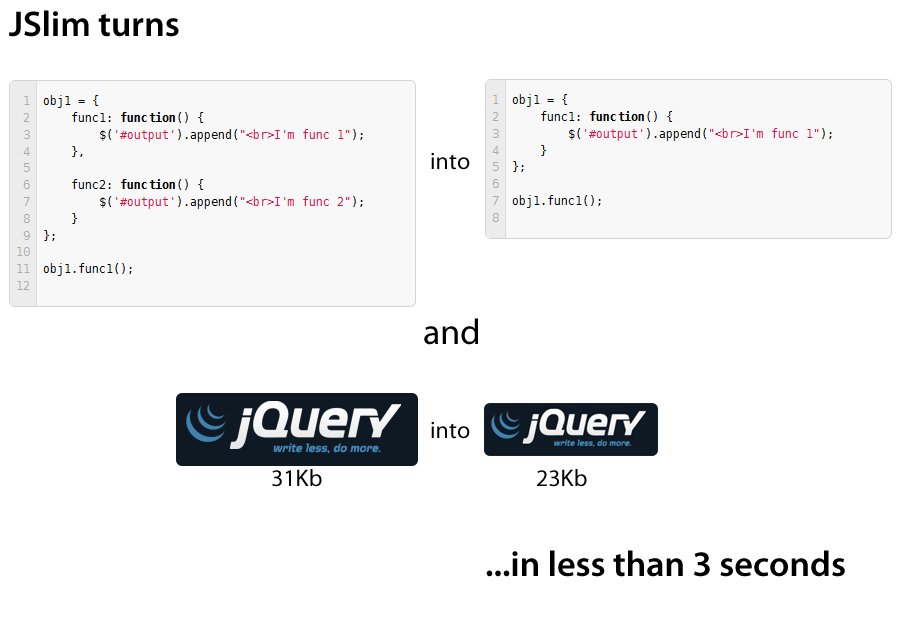 JSlim turns
1 obj1 = {
2     func1: function() {
3         $('#output').append("<br>I'm func 1");
4     },
5
6     func2: function() {
7         $('#output').append("<br>I'm func 2");
8     }
9 };
10
11 obj1.func1();
12
into
1 obj1 = {
2     func1: function() {
3         $('#output').append("<br>I'm func 1");
4     }
5 };
6
7 obj1.func1();
8
and
jQuery
write less, do more.
31Kb
into
jQuery
write less, do more.
23Kb
...in less than 3 seconds